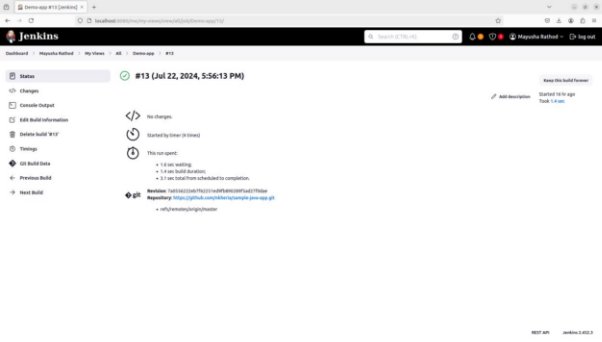 Demo-app #13 [Jenkins]
localhost:8080/me/my-views/view/all/job/Demo-app/13/
Jenkins
Search (CTRL+K)
Mayusha Rathod
log out
Dashboard > Mayusha Rathod > My Views > All > Demo-app > #13
Status
Changes
Console Output
Edit Build Information
Delete build '#13'
Timings
Git Build Data
Previous Build
Next Build
#13 (Jul 22, 2024, 5:56:13 PM)
Keep this build forever
Add description
Started 16 hr ago
Took 1.4 sec
No changes.
Started by timer (4 times)
This run spent:
1.6 sec waiting;
1.4 sec build duration;
3.1 sec total from scheduled to completion.
git
Revision:
Repository: https://github.com/nkheria/sample-java-app.git
refs/remotes/origin/master
REST API
Jenkins 2.452.3